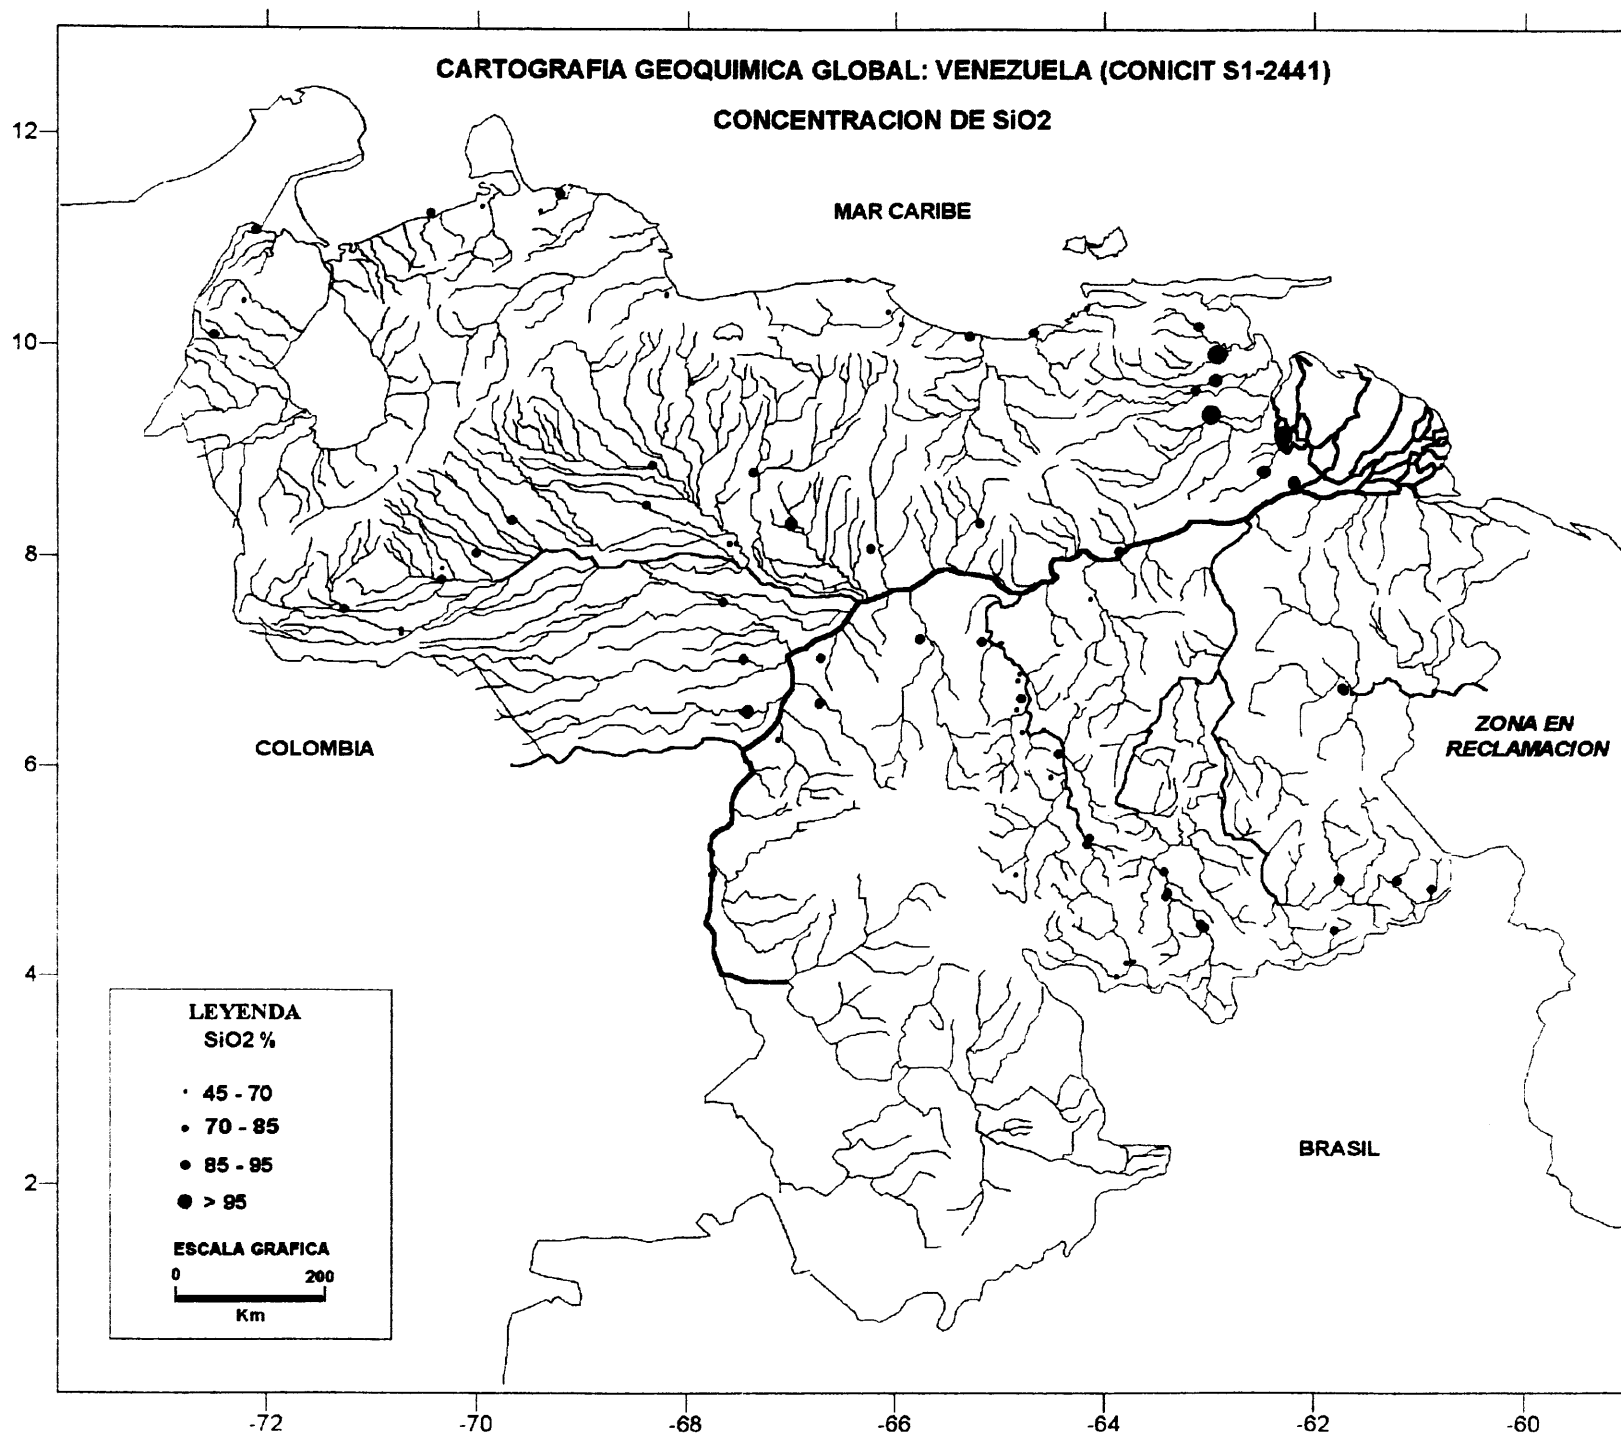 CARTOGRAFIA GEOQUIMICA GLOBAL: VENEZUELA (CONICIT S1-2441)
CONCENTRACION DE SiO2
12
MAR CARIBE
10
8
ZONA EN
RECLAMACION
COLOMBIA
6
4
LEYENDA
SiO2 %
45 - 70
70 - 85
85 - 95
> 95
BRASIL
2
ESCALA GRAFICA
0 200
Km
-72 -70 -68 -66 -64 -62 -60